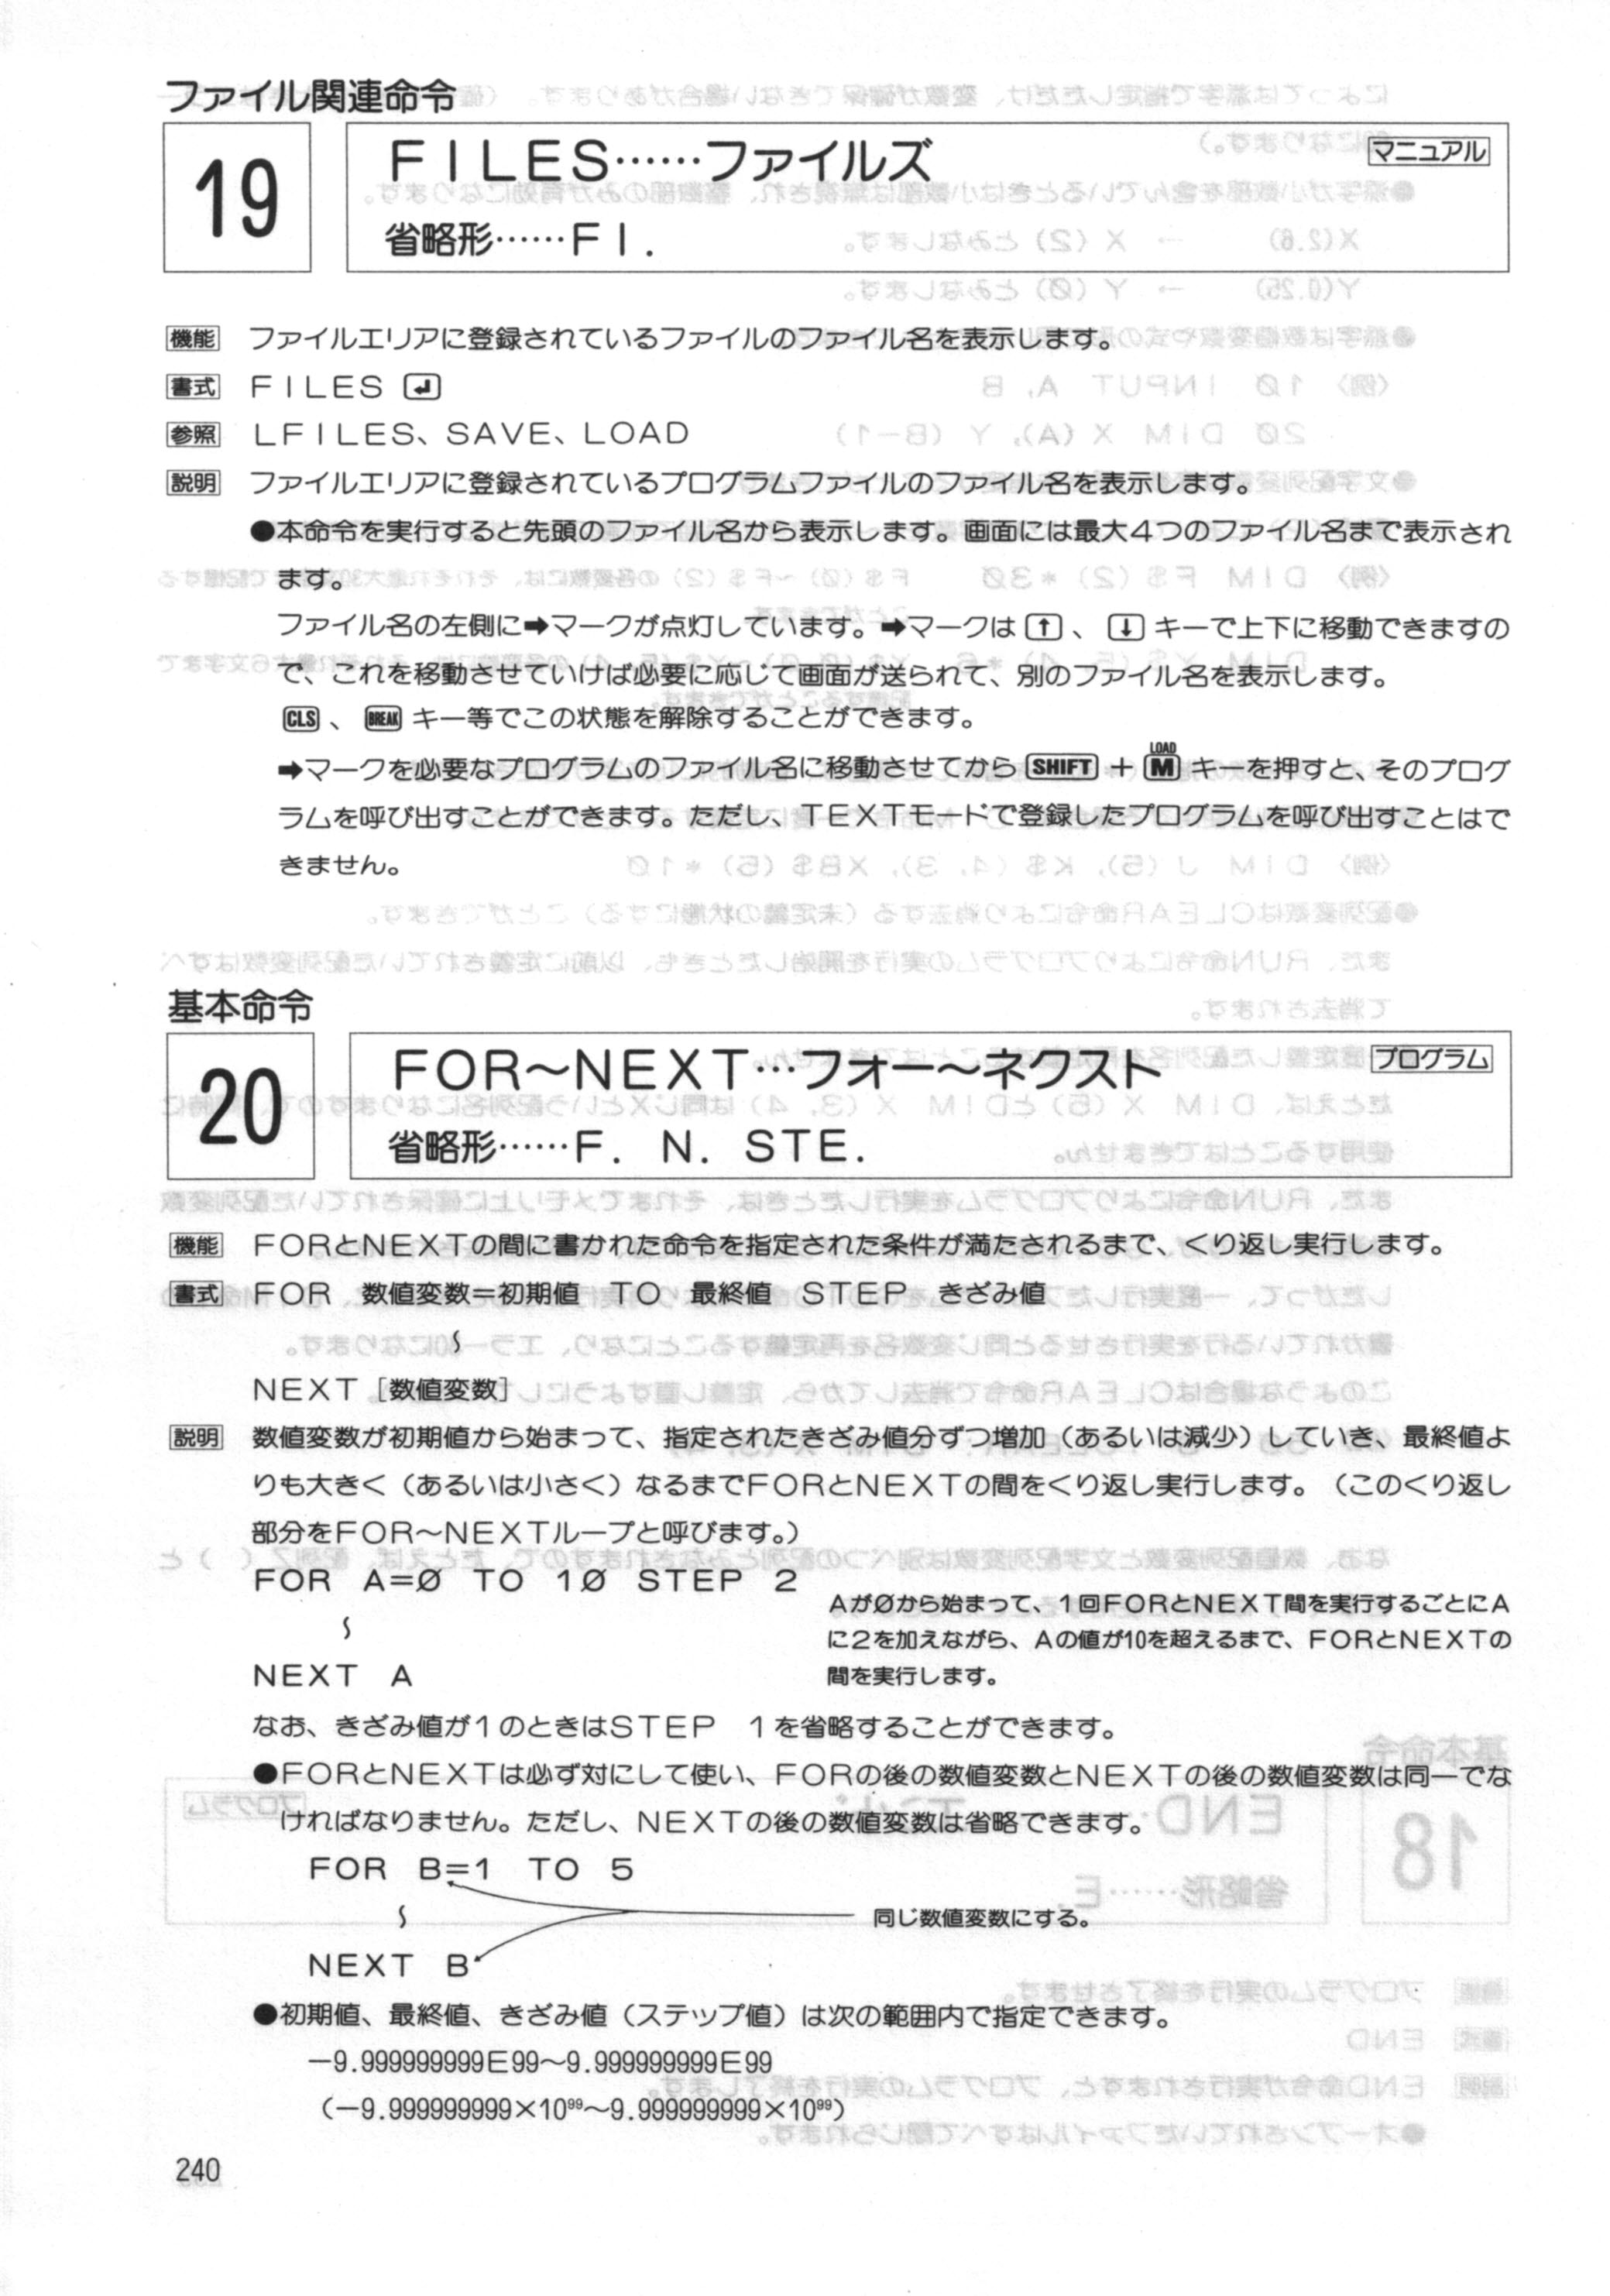 ファイル関連命令
19
FILES……ファイルズ
マニュアル
省略形……FI.
機能 ファイルエリアに登録されているファイルのファイル名を表示します。
書式 FILES ↵
参照 LFILES、SAVE、LOAD
説明 ファイルエリアに登録されているプログラムファイルのファイル名を表示します。
●本命令を実行すると先頭のファイル名から表示します。画面には最大4つのファイル名まで表示され
ます。
ファイル名の左側に➡マークが点灯しています。➡マークは↑、↓キーで上下に移動できますの
で、これを移動させていけば必要に応じて画面が送られて、別のファイル名を表示します。
CLS、BREAKキー等でこの状態を解除することができます。
LOAD
➡マークを必要なプログラムのファイル名に移動させてからSHIFT+Mキーを押すと、そのプログ
ラムを呼び出すことができます。ただし、TEXTモードで登録したプログラムを呼び出すことはで
きません。
基本命令
20
FOR〜NEXT…フォー〜ネクスト
プログラム
省略形……F. N. STE.
機能 FORとNEXTの間に書かれた命令を指定された条件が満たされるまで、くり返し実行します。
書式 FOR 数値変数=初期値 TO 最終値 STEP きざみ値
〜
NEXT [数値変数]
説明 数値変数が初期値から始まって、指定されたきざみ値分ずつ増加(あるいは減少)していき、最終値よ
りも大きく(あるいは小さく)なるまでFORとNEXTの間をくり返し実行します。(このくり返し
部分をFOR〜NEXTループと呼びます。)
FOR A=Ø TO 1Ø STEP 2
〜
NEXT A
AがØから始まって、1回FORとNEXT間を実行するごとにA
に2を加えながら、Aの値が10を超えるまで、FORとNEXTの
間を実行します。
なお、きざみ値が1のときはSTEP 1を省略することができます。
●FORとNEXTは必ず対にして使い、FORの後の数値変数とNEXTの後の数値変数は同一でな
ければなりません。ただし、NEXTの後の数値変数は省略できます。
FOR B=1 TO 5
〜
同じ数値変数にする。
NEXT B
●初期値、最終値、きざみ値(ステップ値)は次の範囲内で指定できます。
−9.999999999E99〜9.999999999E99
(−9.999999999×10⁹⁹〜9.999999999×10⁹⁹)
240